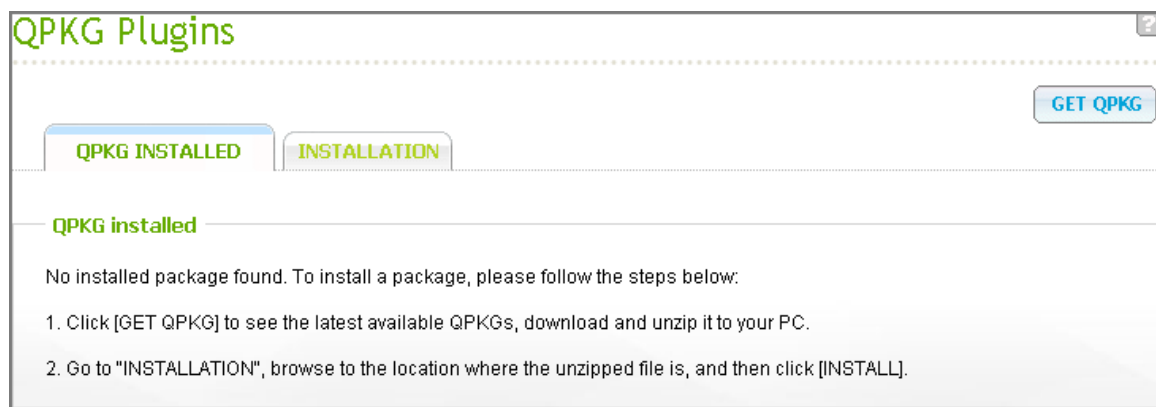 QPKG Plugins
?
GET QPKG
QPKG INSTALLED
INSTALLATION
QPKG installed
No installed package found. To install a package, please follow the steps below:
1. Click [GET QPKG] to see the latest available QPKGs, download and unzip it to your PC.
2. Go to "INSTALLATION", browse to the location where the unzipped file is, and then click [INSTALL].